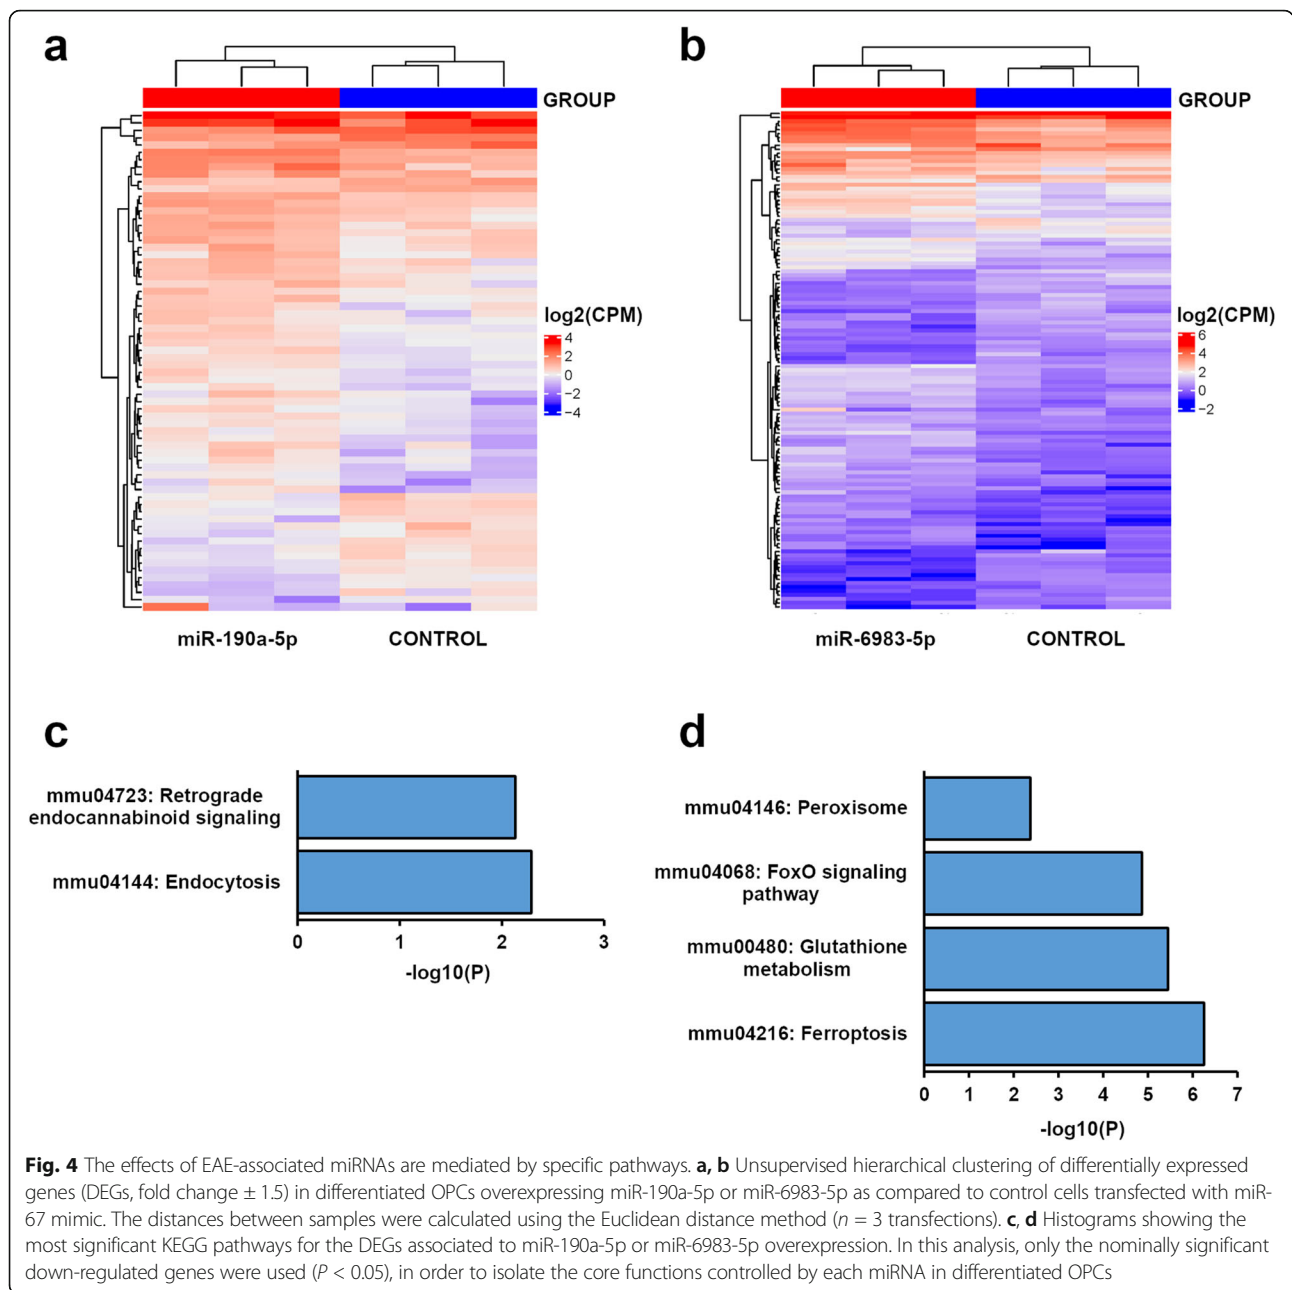 a
GROUP
log2(CPM)
4
2
0
−2
−4
miR-190a-5p CONTROL
b
GROUP
log2(CPM)
6
4
2
0
−2
miR-6983-5p CONTROL
c
mmu04723: Retrograde
endocannabinoid signaling
mmu04144: Endocytosis
0 1 2 3
-log10(P)
d
mmu04146: Peroxisome
mmu04068: FoxO signaling
pathway
mmu00480: Glutathione
metabolism
mmu04216: Ferroptosis
0 1 2 3 4 5 6 7
-log10(P)
Fig. 4 The effects of EAE-associated miRNAs are mediated by specific pathways. a, b Unsupervised hierarchical clustering of differentially expressed
genes (DEGs, fold change ± 1.5) in differentiated OPCs overexpressing miR-190a-5p or miR-6983-5p as compared to control cells transfected with miR-
67 mimic. The distances between samples were calculated using the Euclidean distance method (n = 3 transfections). c, d Histograms showing the
most significant KEGG pathways for the DEGs associated to miR-190a-5p or miR-6983-5p overexpression. In this analysis, only the nominally significant
down-regulated genes were used (P < 0.05), in order to isolate the core functions controlled by each miRNA in differentiated OPCs